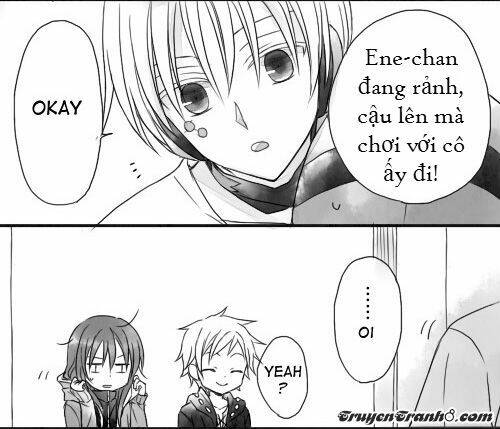 Ene-chan
đang rảnh,
cậu lên mà
chơi với cô
ấy đi!
OKAY
........
OI
YEAH
?
TruyenTranh8.com